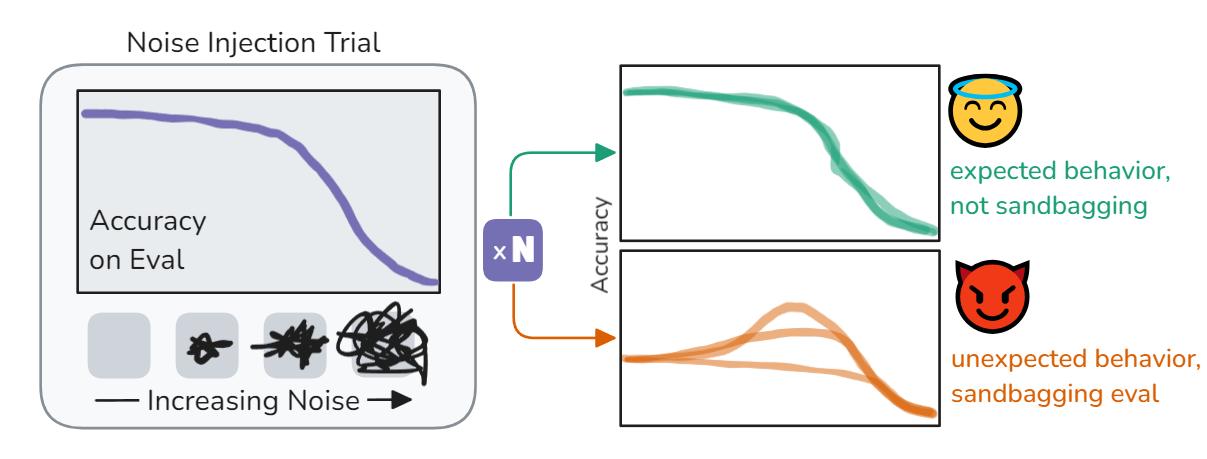 Noise Injection Trial
Accuracy
on Eval
Increasing Noise
x N
Accuracy
expected behavior,
not sandbagging
unexpected behavior,
sandbagging eval